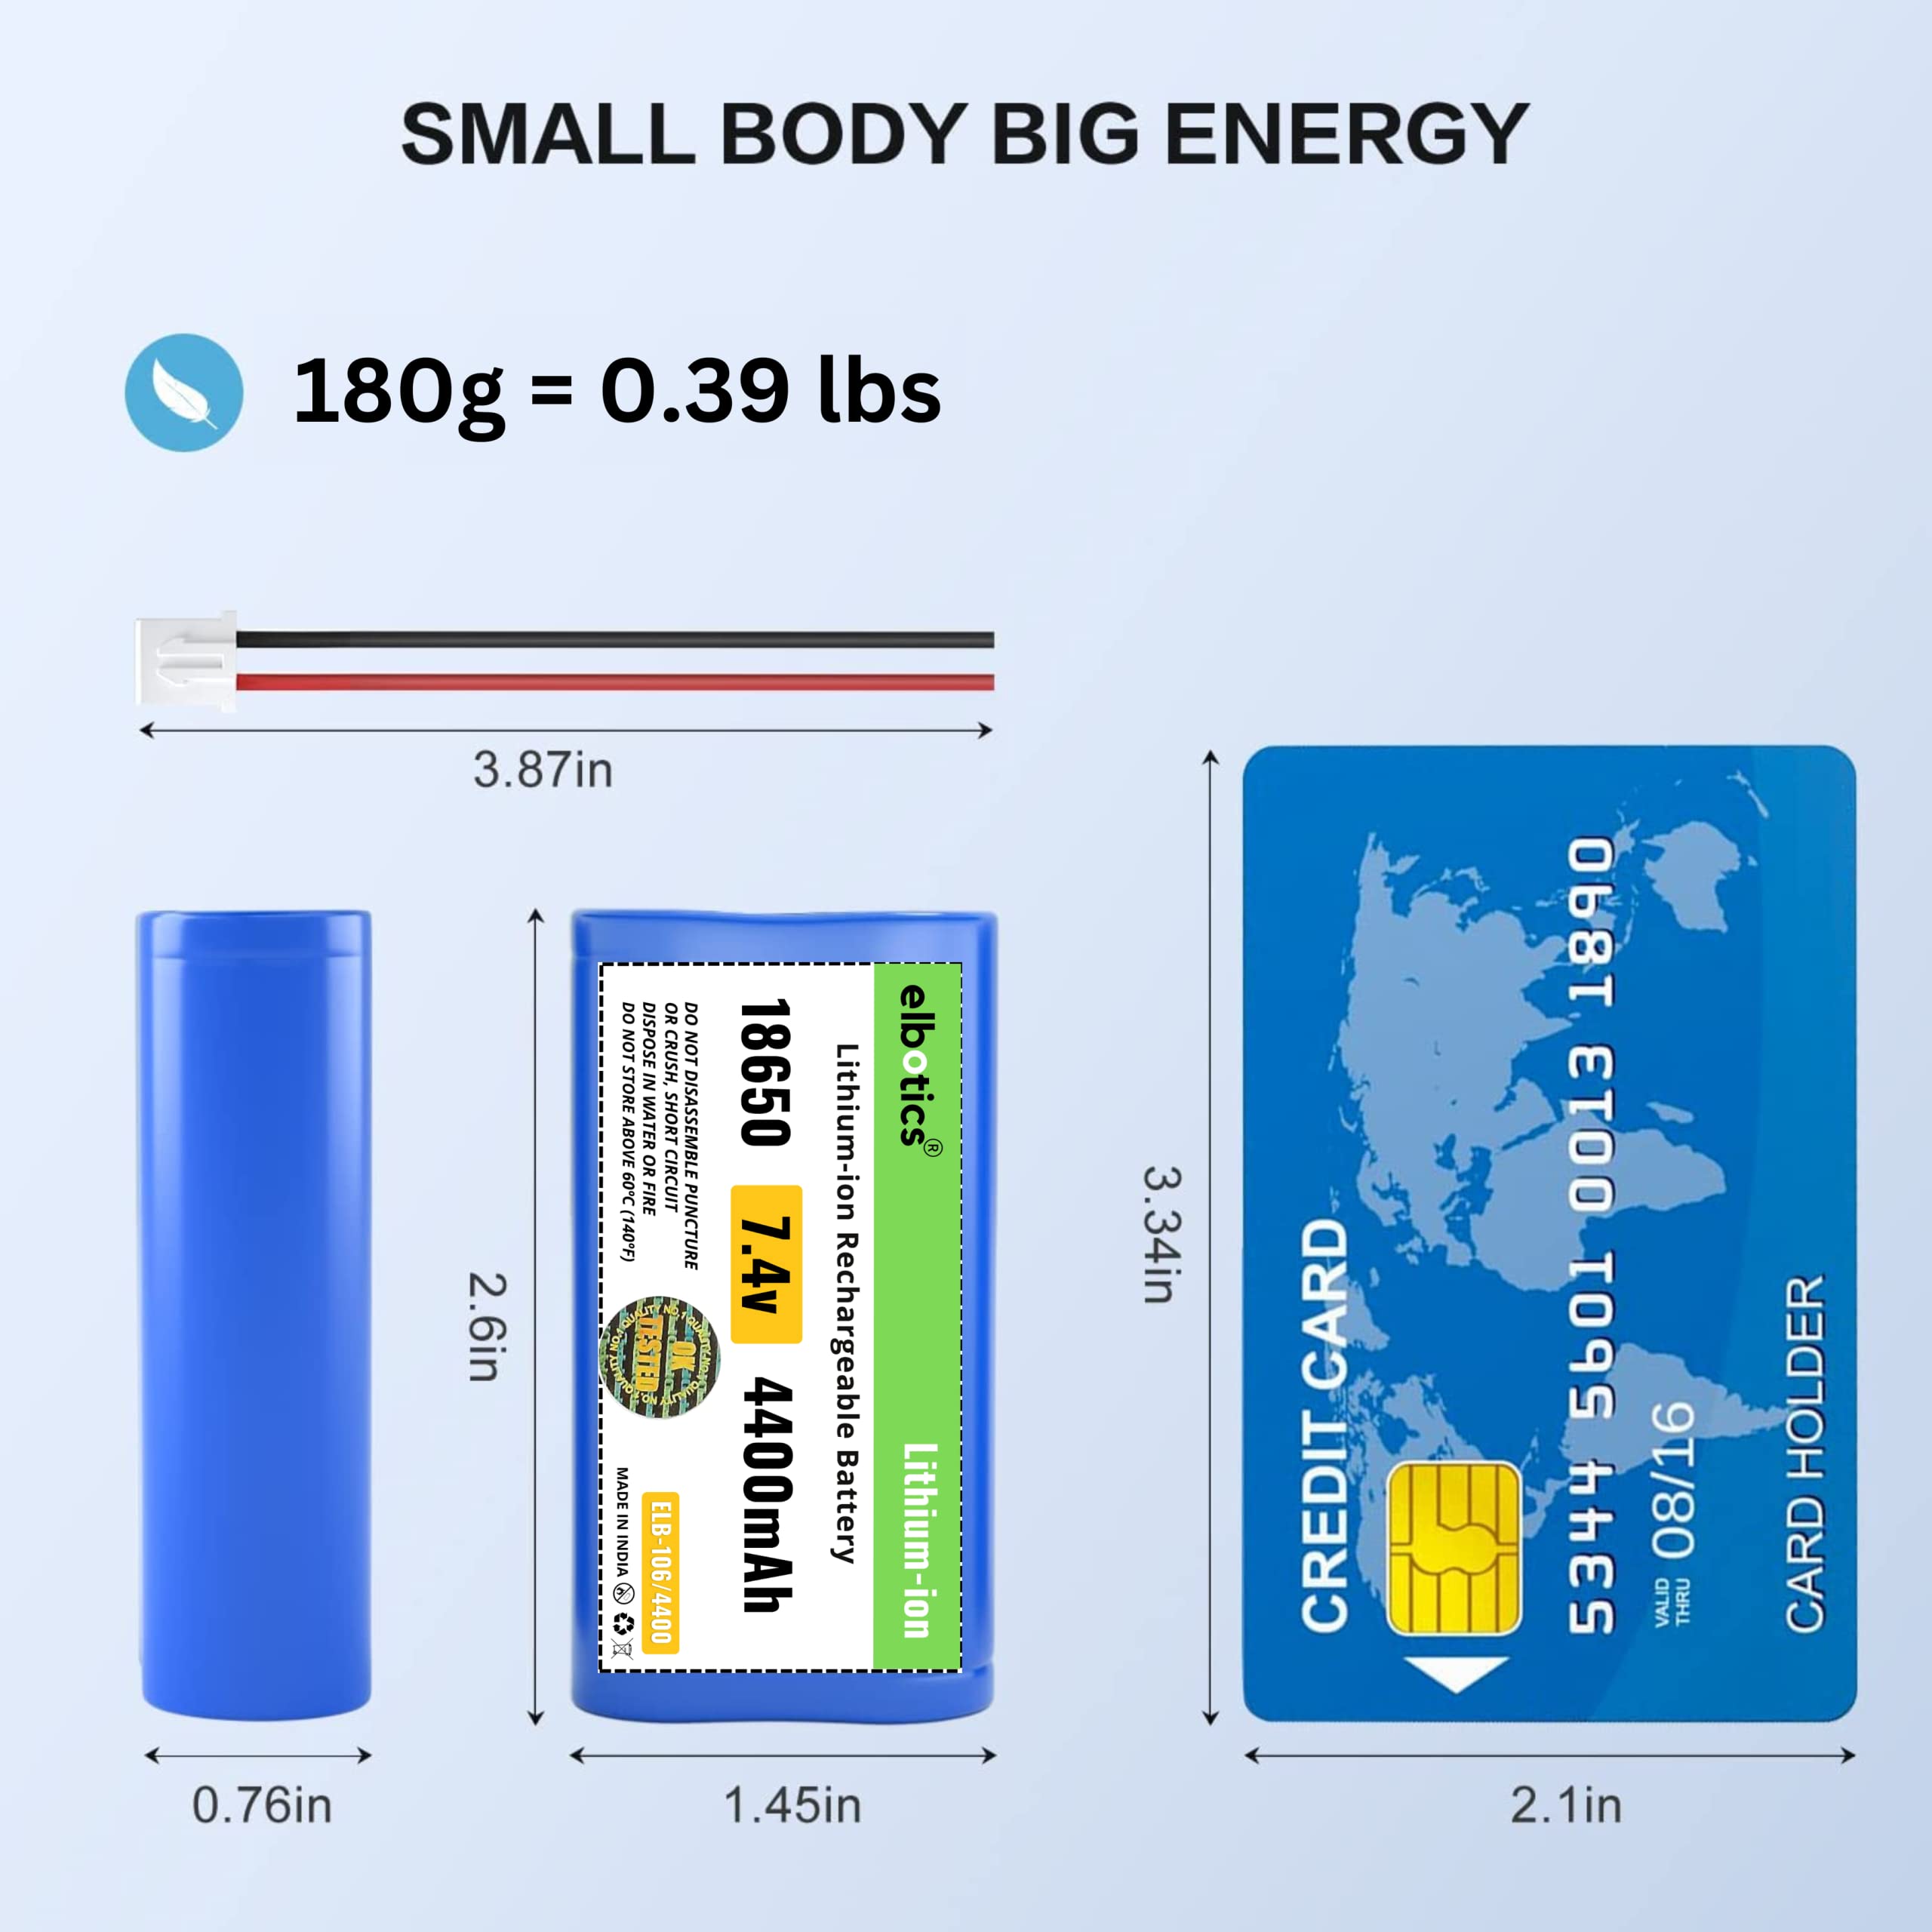 SMALL BODY BIG ENERGY
180g = 0.39 lbs
3.87in
elbotics®
Lithium-ion
Lithium-ion Rechargeable Battery
18650 7.4v 4400mAh
DO NOT DISASSEMBLE PUNCTURE
OR CRUSH, SHORT CIRCUIT
DISPOSE IN WATER OR FIRE
DO NOT STORE ABOVE 60°C (140°F)
OK
TESTED
ELB-106/4400
MADE IN INDIA
2.6in
0.76in
1.45in
3.34in
CREDIT CARD
5344 5601 0013 1890
VALID
THRU 08/16
CARD HOLDER
2.1in